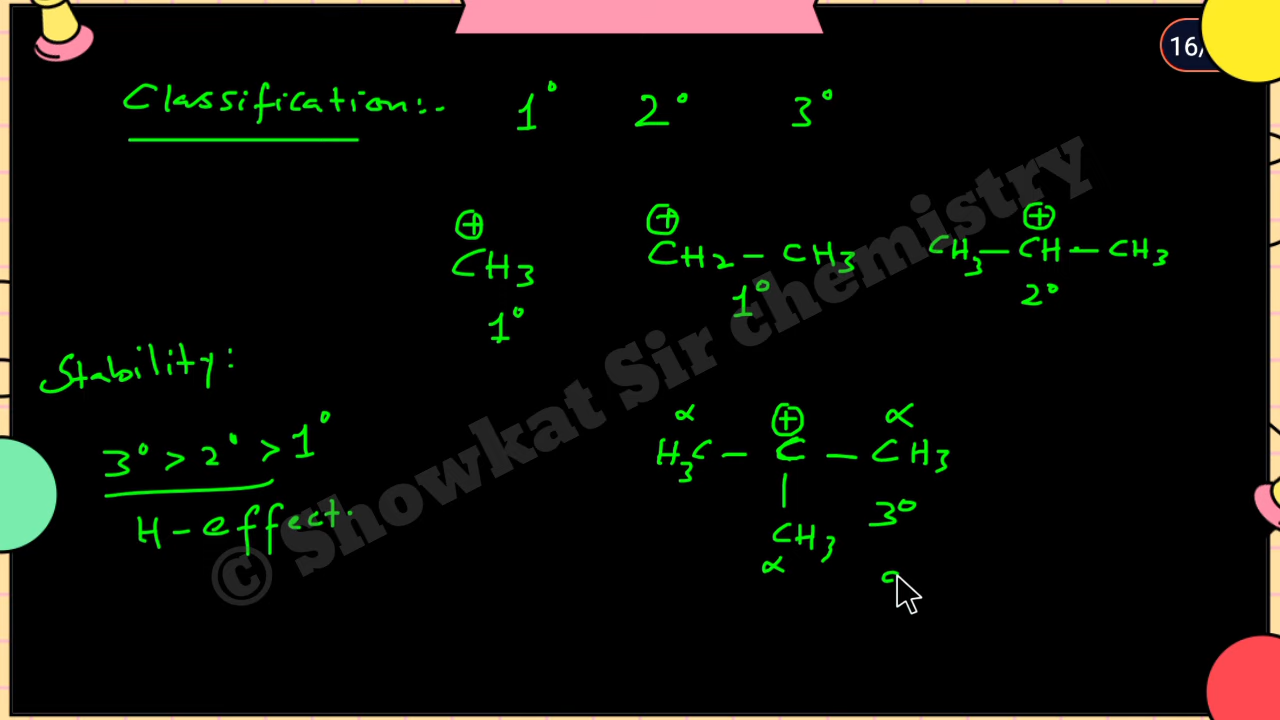 16/
Classification:- 1° 2° 3°
⊕ ⊕ ⊕
CH3 CH2 - CH3 CH3 - CH - CH3
1° 1° 2°
Stability:
3° > 2° > 1°
H-effect.
α ⊕ α
H3C - C - CH3
|
CH3 3°
α
© Showkat Sir chemistry